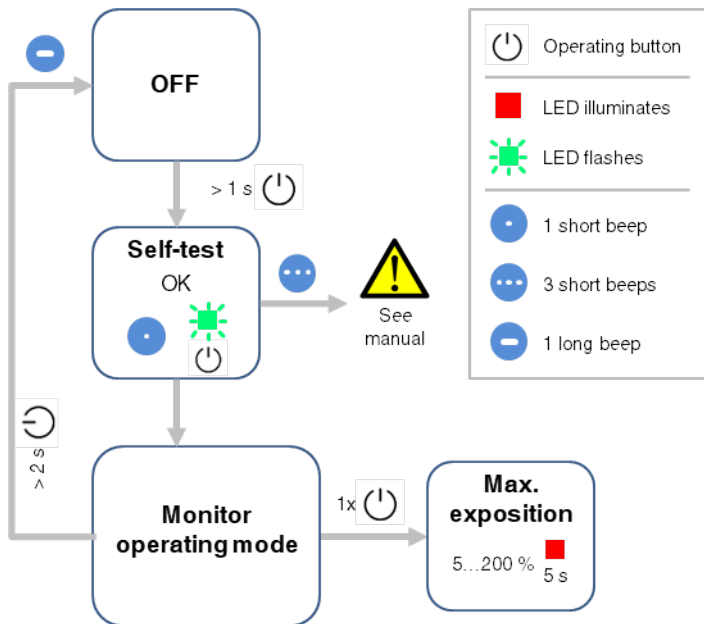 OFF
> 1 s
Self-test
OK
See
manual
> 2 s
Monitor
operating mode
1x
Max.
exposition
5...200 %
5 s
Operating button
LED illuminates
LED flashes
1 short beep
3 short beeps
1 long beep